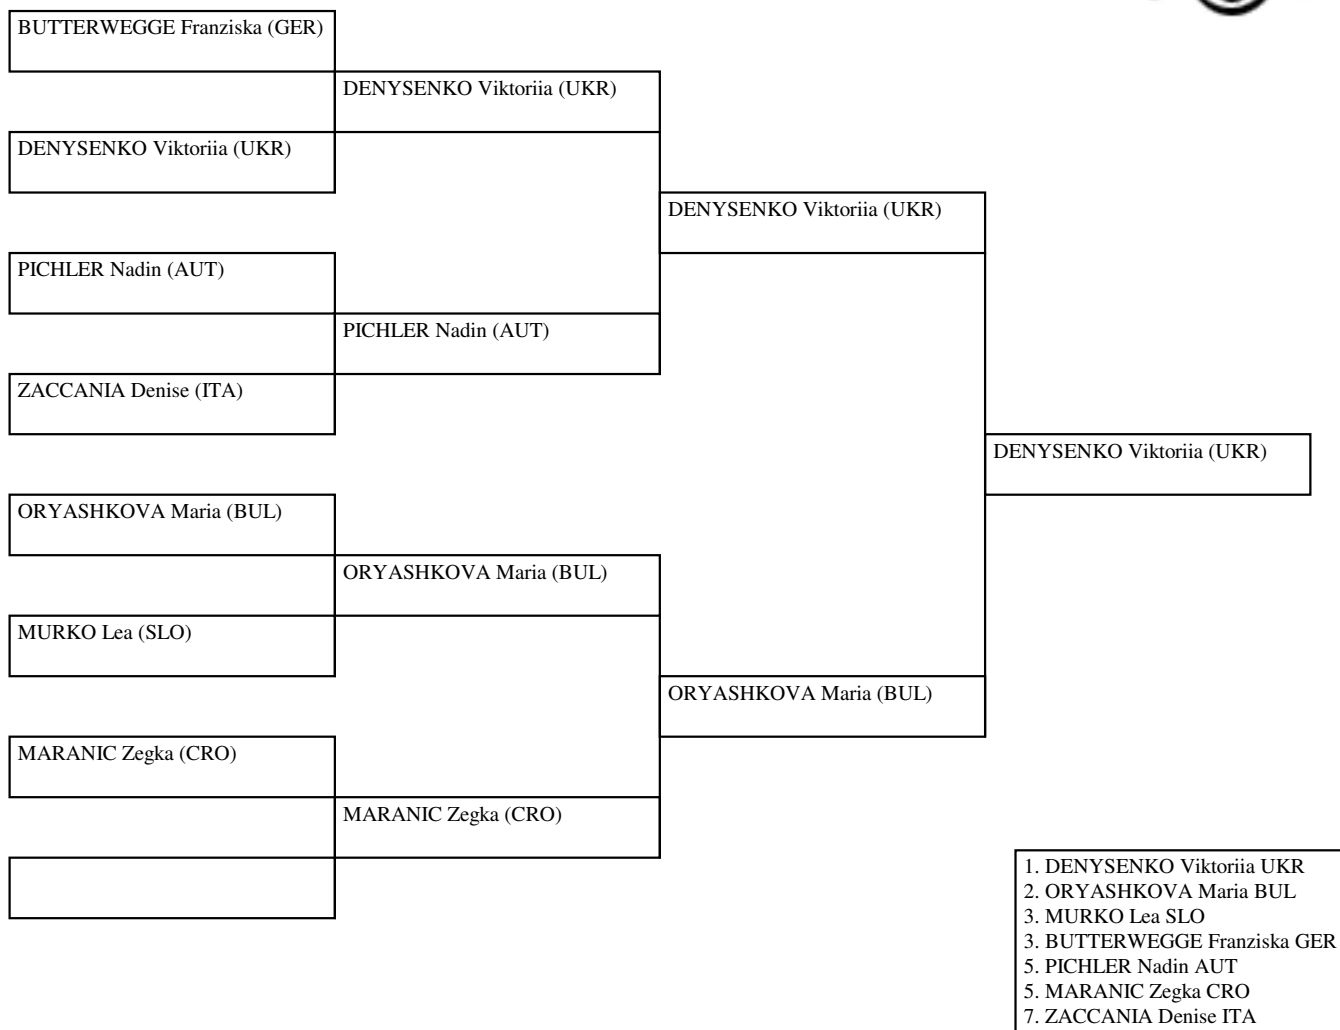 BUTTERWEGGE Franziska (GER)
DENYSENKO Viktoriia (UKR)
DENYSENKO Viktoriia (UKR)
DENYSENKO Viktoriia (UKR)
PICHLER Nadin (AUT)
PICHLER Nadin (AUT)
ZACCANIA Denise (ITA)
DENYSENKO Viktoriia (UKR)
ORYASHKOVA Maria (BUL)
ORYASHKOVA Maria (BUL)
MURKO Lea (SLO)
ORYASHKOVA Maria (BUL)
MARANIC Zegka (CRO)
MARANIC Zegka (CRO)
1. DENYSENKO Viktoriia UKR
2. ORYASHKOVA Maria BUL
3. MURKO Lea SLO
3. BUTTERWEGGE Franziska GER
5. PICHLER Nadin AUT
5. MARANIC Zegka CRO
7. ZACCANIA Denise ITA